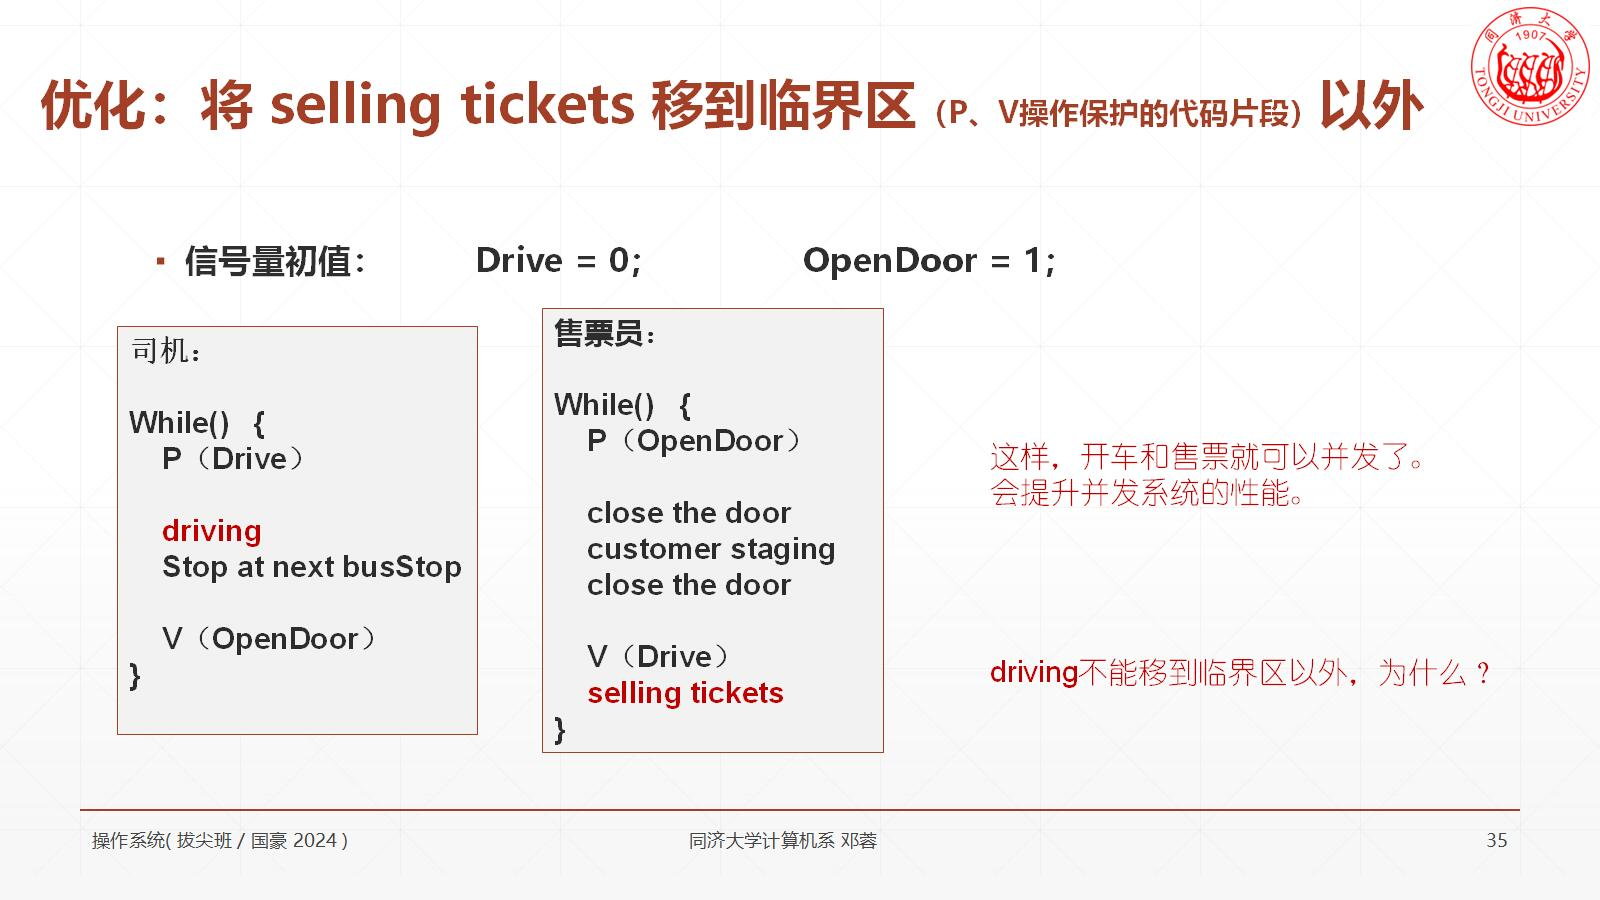 优化：将 selling tickets 移到临界区（P、V操作保护的代码片段）以外
同济大学
1907
TONGJI UNIVERSITY
▪ 信号量初值： Drive = 0; OpenDoor = 1;
司机：
While() {
P（Drive）
driving
Stop at next busStop
V（OpenDoor）
}
售票员：
While() {
P（OpenDoor）
close the door
customer staging
close the door
V（Drive）
selling tickets
}
这样，开车和售票就可以并发了。
会提升并发系统的性能。
driving不能移到临界区以外，为什么？
操作系统( 拔尖班 / 国豪 2024 )
同济大学计算机系 邓蓉
35